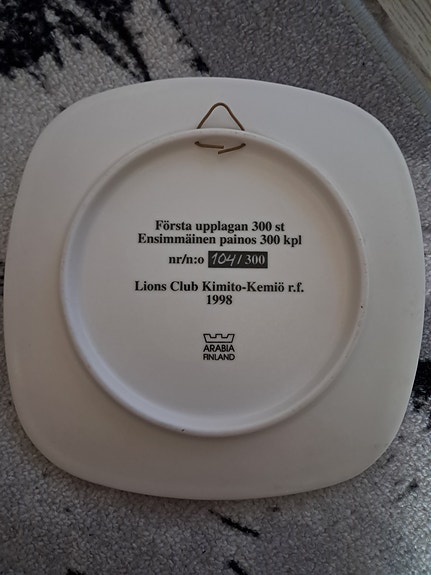 Första upplagan 300 st
Ensimmäinen painos 300 kpl
nr/n:o 104/300
Lions Club Kimito-Kemiö r.f.
1998
ARABIA
FINLAND